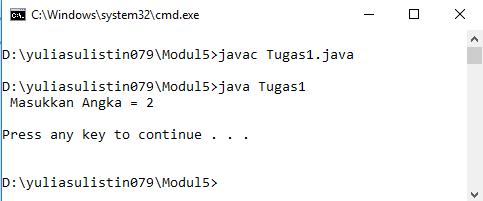 C:\Windows\system32\cmd.exe
D:\yuliasulistin079\Modul5>javac Tugas1.java
D:\yuliasulistin079\Modul5>java Tugas1
Masukkan Angka = 2
Press any key to continue . . .
D:\yuliasulistin079\Modul5>